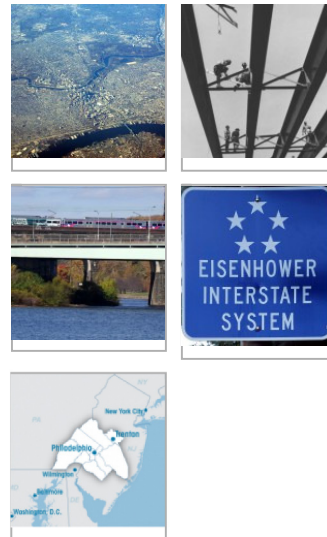 EISENHOWER
INTERSTATE
SYSTEM
New York City
Trenton
Philadelphia
Wilmington
Baltimore
Washington, D.C.